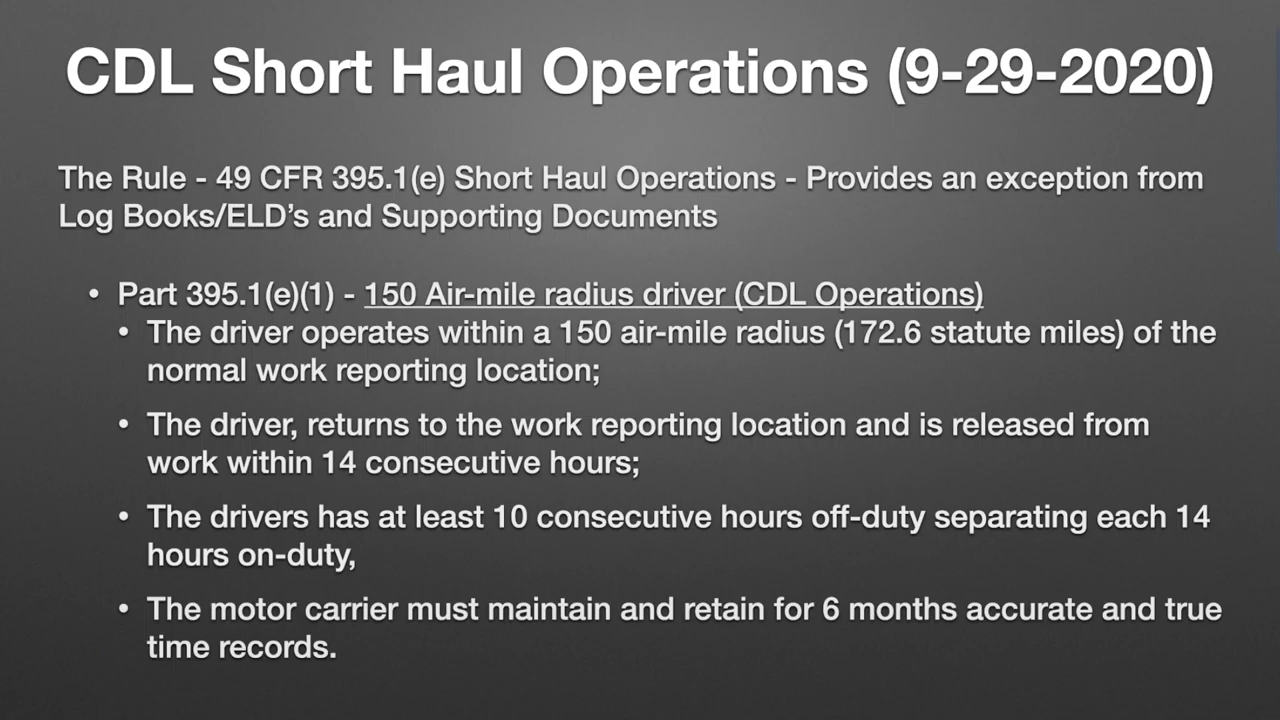 CDL Short Haul Operations (9-29-2020)
The Rule - 49 CFR 395.1(e) Short Haul Operations - Provides an exception from
Log Books/ELD’s and Supporting Documents
• Part 395.1(e)(1) - 150 Air-mile radius driver (CDL Operations)
• The driver operates within a 150 air-mile radius (172.6 statute miles) of the
normal work reporting location;
• The driver, returns to the work reporting location and is released from
work within 14 consecutive hours;
• The drivers has at least 10 consecutive hours off-duty separating each 14
hours on-duty,
• The motor carrier must maintain and retain for 6 months accurate and true
time records.